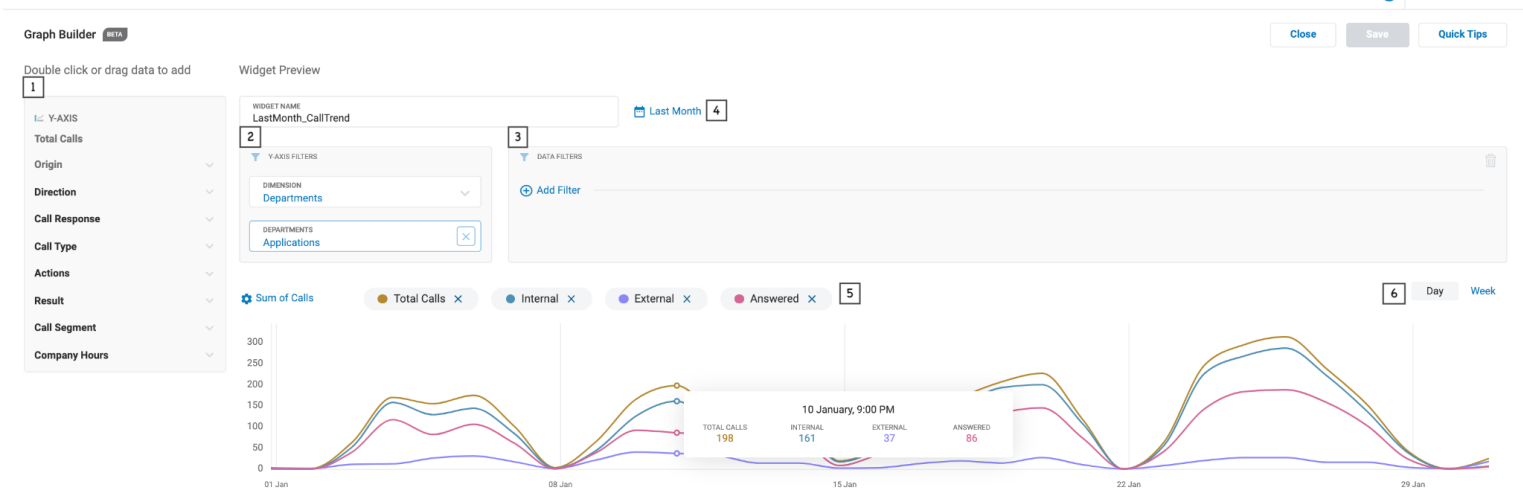 Graph Builder BETA
Close
Save
Quick Tips
Double click or drag data to add
Widget Preview
1
Y-AXIS
Total Calls
Origin
Direction
Call Response
Call Type
Actions
Result
Call Segment
Company Hours
WIDGET NAME
LastMonth_CallTrend
Last Month
4
2
Y-AXIS FILTERS
DIMENSION
Departments
DEPARTMENTS
Applications
3
DATA FILTERS
Add Filter
Sum of Calls
Total Calls
Internal
External
Answered
5
6
Day
Week
300
250
200
150
100
50
0
10 January, 9:00 PM
TOTAL CALLS INTERNAL EXTERNAL ANSWERED
198 161 37 86
01 Jan 08 Jan 15 Jan 22 Jan 29 Jan